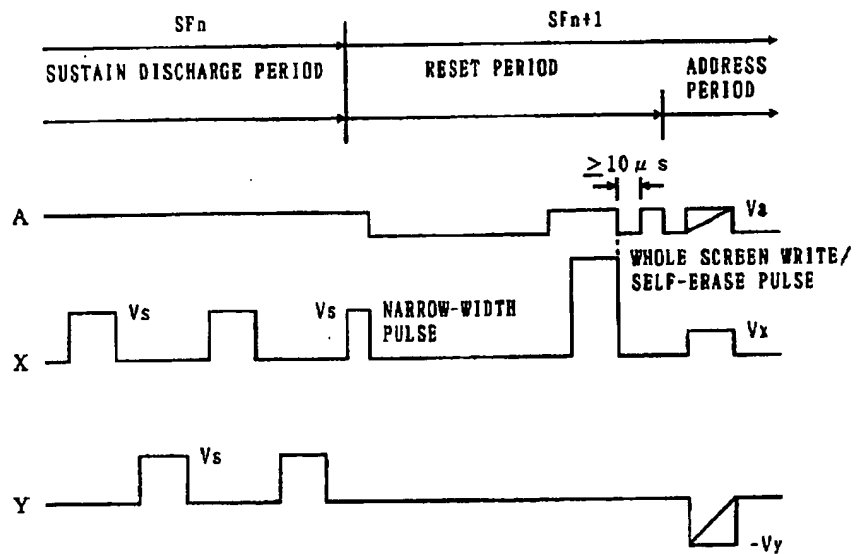 SFn
SFn+1
SUSTAIN DISCHARGE PERIOD
RESET PERIOD
ADDRESS
PERIOD
≥10 μ s
A
Va
WHOLE SCREEN WRITE/
SELF-ERASE PULSE
Vs
Vs
NARROW-WIDTH
PULSE
Vx
X
Vs
Y
-Vy